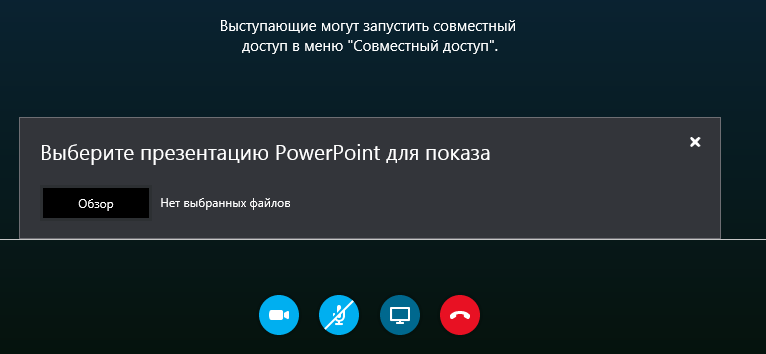 Выступающие могут запустить совместный
доступ в меню "Совместный доступ".
Выберите презентацию PowerPoint для показа
Обзор
Нет выбранных файлов